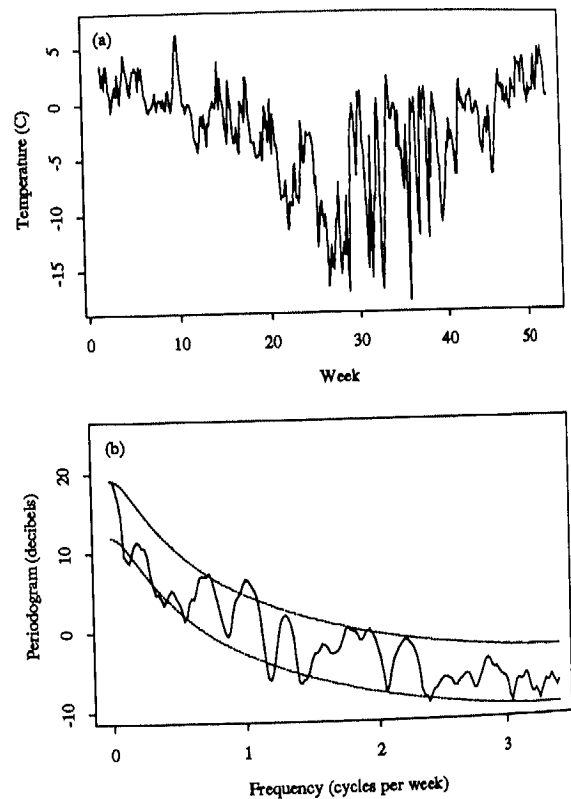 (a)
Temperature (C)
5
0
-5
-10
-15
0 10 20 30 40 50
Week
(b)
Periodogram (decibels)
20
10
0
-10
0 1 2 3
Frequency (cycles per week)